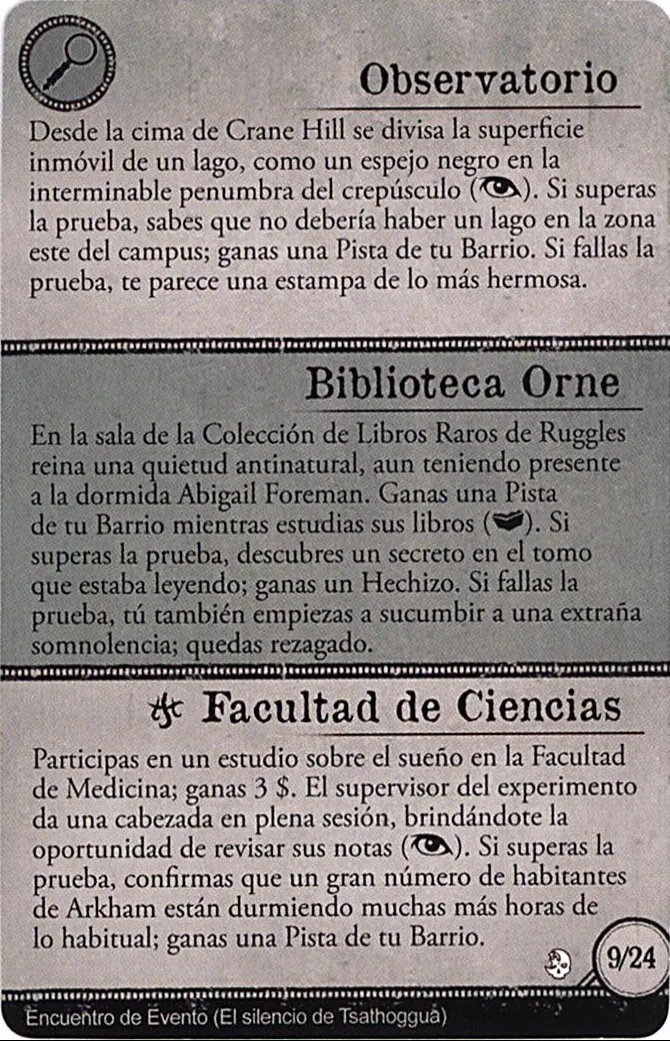 Observatorio
Desde la cima de Crane Hill se divisa la superficie
inmóvil de un lago, como un espejo negro en la
interminable penumbra del crepúsculo (). Si superas
la prueba, sabes que no debería haber un lago en la zona
este del campus; ganas una Pista de tu Barrio. Si fallas la
prueba, te parece una estampa de lo más hermosa.
Biblioteca Orne
En la sala de la Colección de Libros Raros de Ruggles
reina una quietud antinatural, aun teniendo presente
a la dormida Abigail Foreman. Ganas una Pista
de tu Barrio mientras estudias sus libros (). Si
superas la prueba, descubres un secreto en el tomo
que estaba leyendo; ganas un Hechizo. Si fallas la
prueba, tú también empiezas a sucumbir a una extraña
somnolencia; quedas rezagado.
Facultad de Ciencias
Participas en un estudio sobre el sueño en la Facultad
de Medicina; ganas 3 $. El supervisor del experimento
da una cabezada en plena sesión, brindándote la
oportunidad de revisar sus notas (). Si superas la
prueba, confirmas que un gran número de habitantes
de Arkham están durmiendo muchas más horas de
lo habitual; ganas una Pista de tu Barrio.
9/24
Encuentro de Evento (El silencio de Tsathogguâ)